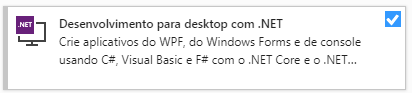 .NET
Desenvolvimento para desktop com .NET
Crie aplicativos do WPF, do Windows Forms e de console
usando C#, Visual Basic e F# com o .NET Core e o .NET...